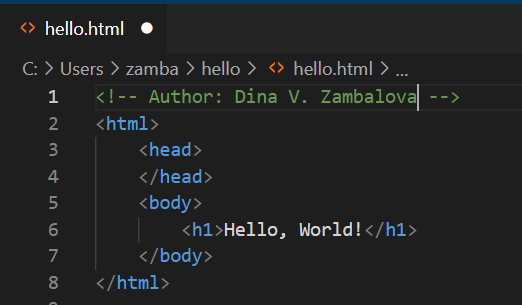 hello.html
C: > Users > zamba > hello > hello.html > ...
1 <!-- Author: Dina V. Zambalova -->
2 <html>
3     <head>
4     </head>
5     <body>
6         <h1>Hello, World!</h1>
7     </body>
8 </html>